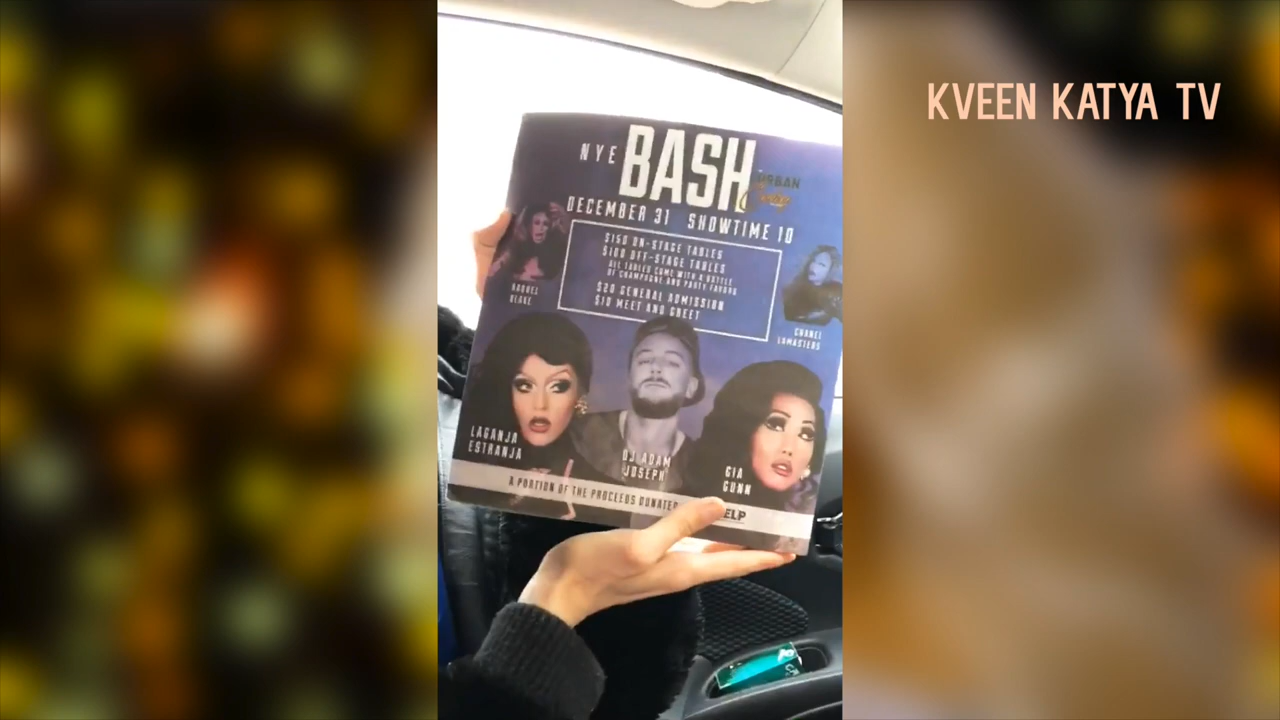 KVEEN KATYA TV
NYE BASH
URBAN
DECEMBER 31 SHOWTIME 10
$150 ON-STAGE TABLES
$100 OFF-STAGE TABLES
ALL TABLES COME WITH A BOTTLE
OF CHAMPAGNE AND PARTY FAVORS
$20 GENERAL ADMISSION
$10 MEET AND GREET
RAQUEL
BLAKE
CHANEL
LAMASTERS
LAGANJA
ESTRANJA
DJ ADAM
JOSEPH
GIA
GUNN
A PORTION OF THE PROCEEDS DONATED
ELP